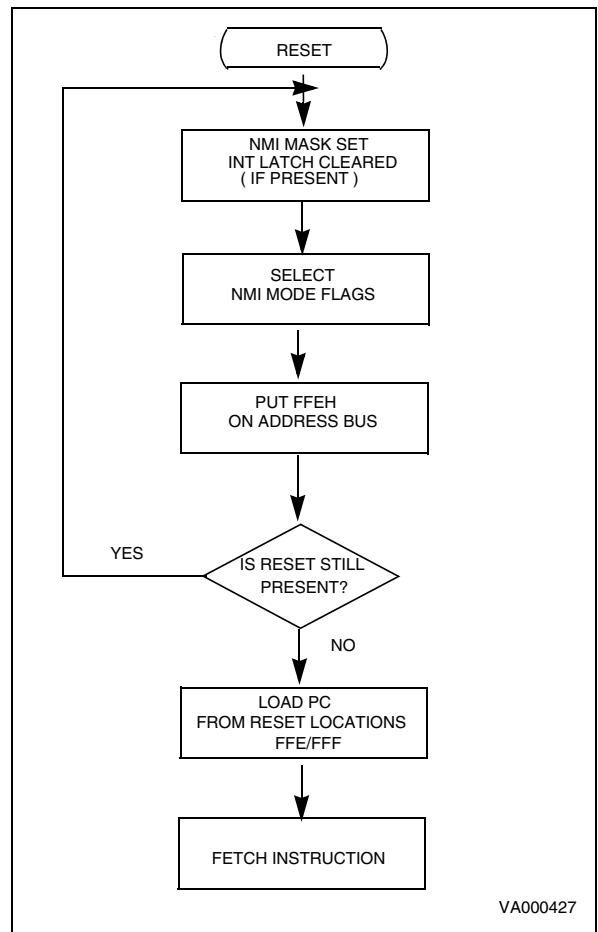 RESET
NMI MASK SET
INT LATCH CLEARED
( IF PRESENT )
SELECT
NMI MODE FLAGS
PUT FFEH
ON ADDRESS BUS
YES
IS RESET STILL
PRESENT?
NO
LOAD PC
FROM RESET LOCATIONS
FFE/FFF
FETCH INSTRUCTION
VA000427